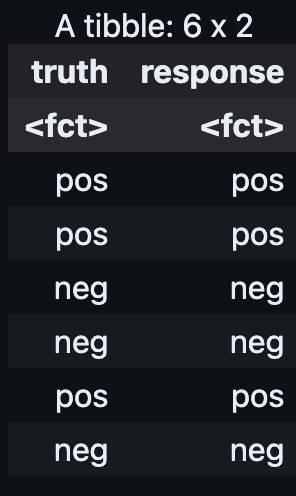 A tibble: 6 x 2
truth response
<fct> <fct>
pos pos
pos pos
neg neg
neg neg
pos pos
neg neg